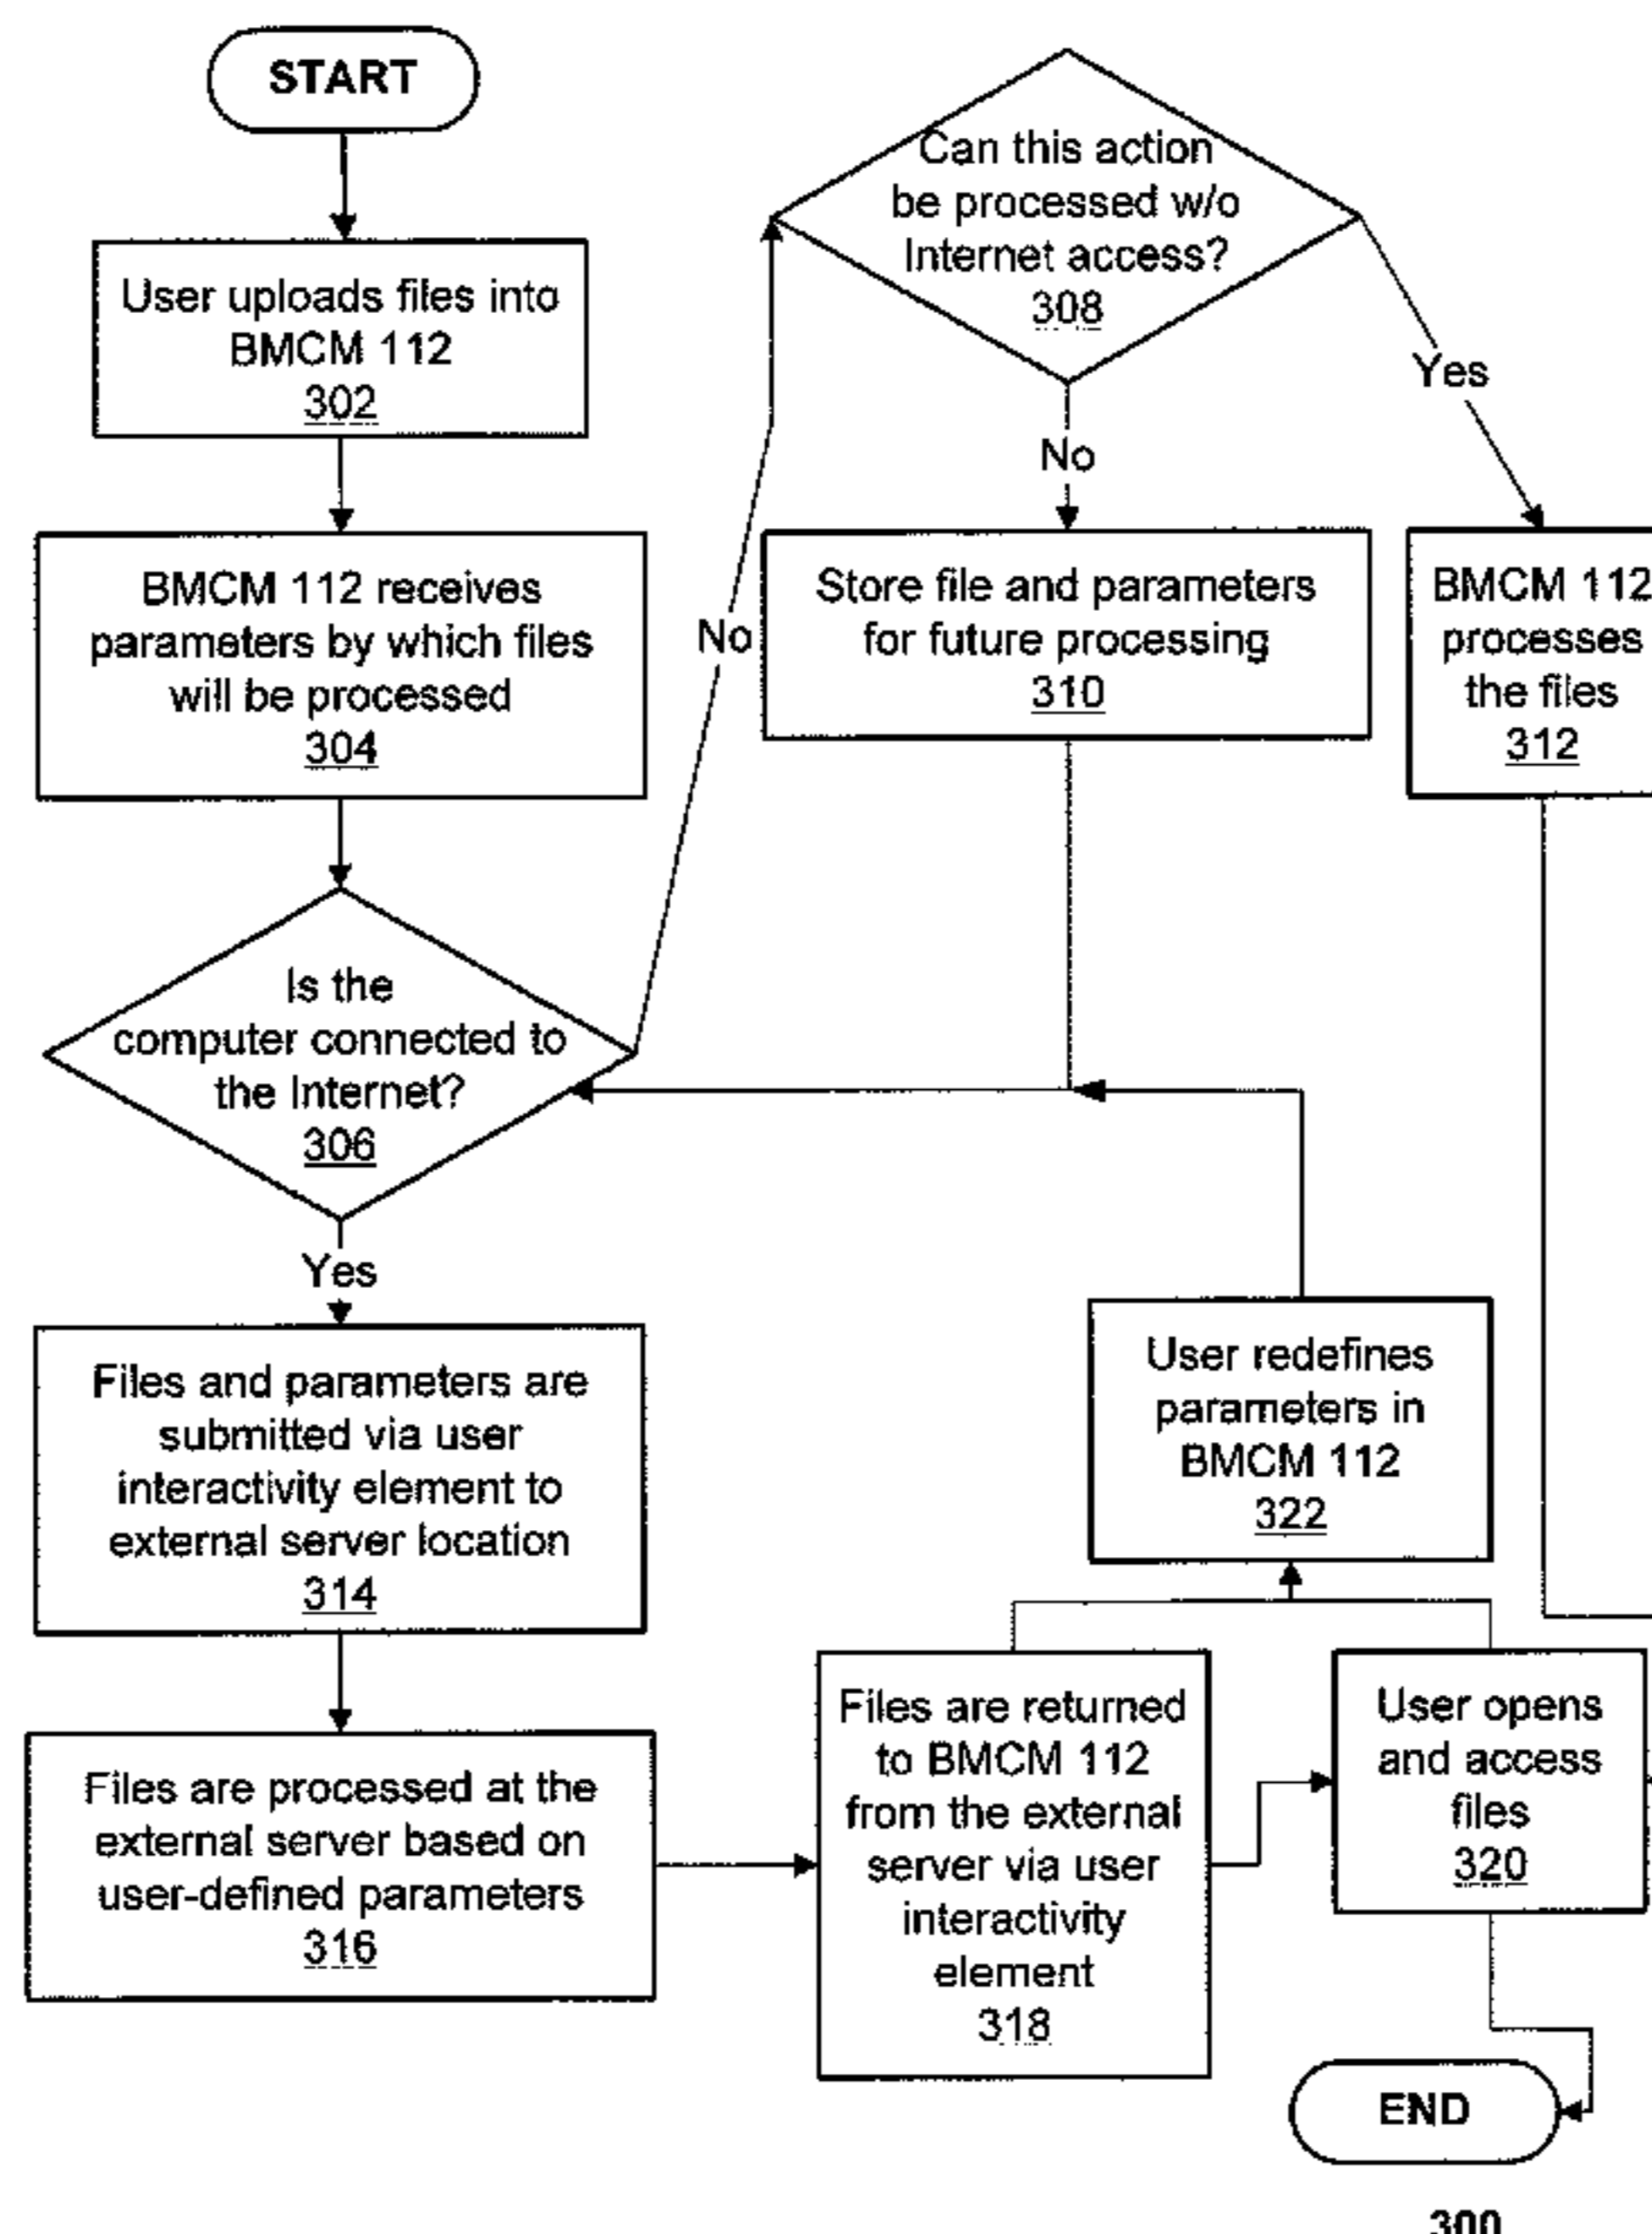 START
User uploads files into
BMCM 112
302
BMCM 112 receives
parameters by which files
will be processed
304
Is the
computer connected to
the Internet?
306
No
Yes
Can this action
be processed w/o
Internet access?
308
No
Yes
Store file and parameters
for future processing
310
BMCM 112
processes
the files
312
Files and parameters are
submitted via user
interactivity element to
external server location
314
Files are processed at the
external server based on
user-defined parameters
316
Files are returned
to BMCM 112
from the external
server via user
interactivity
element
318
User opens
and access
files
320
User redefines
parameters in
BMCM 112
322
END
300